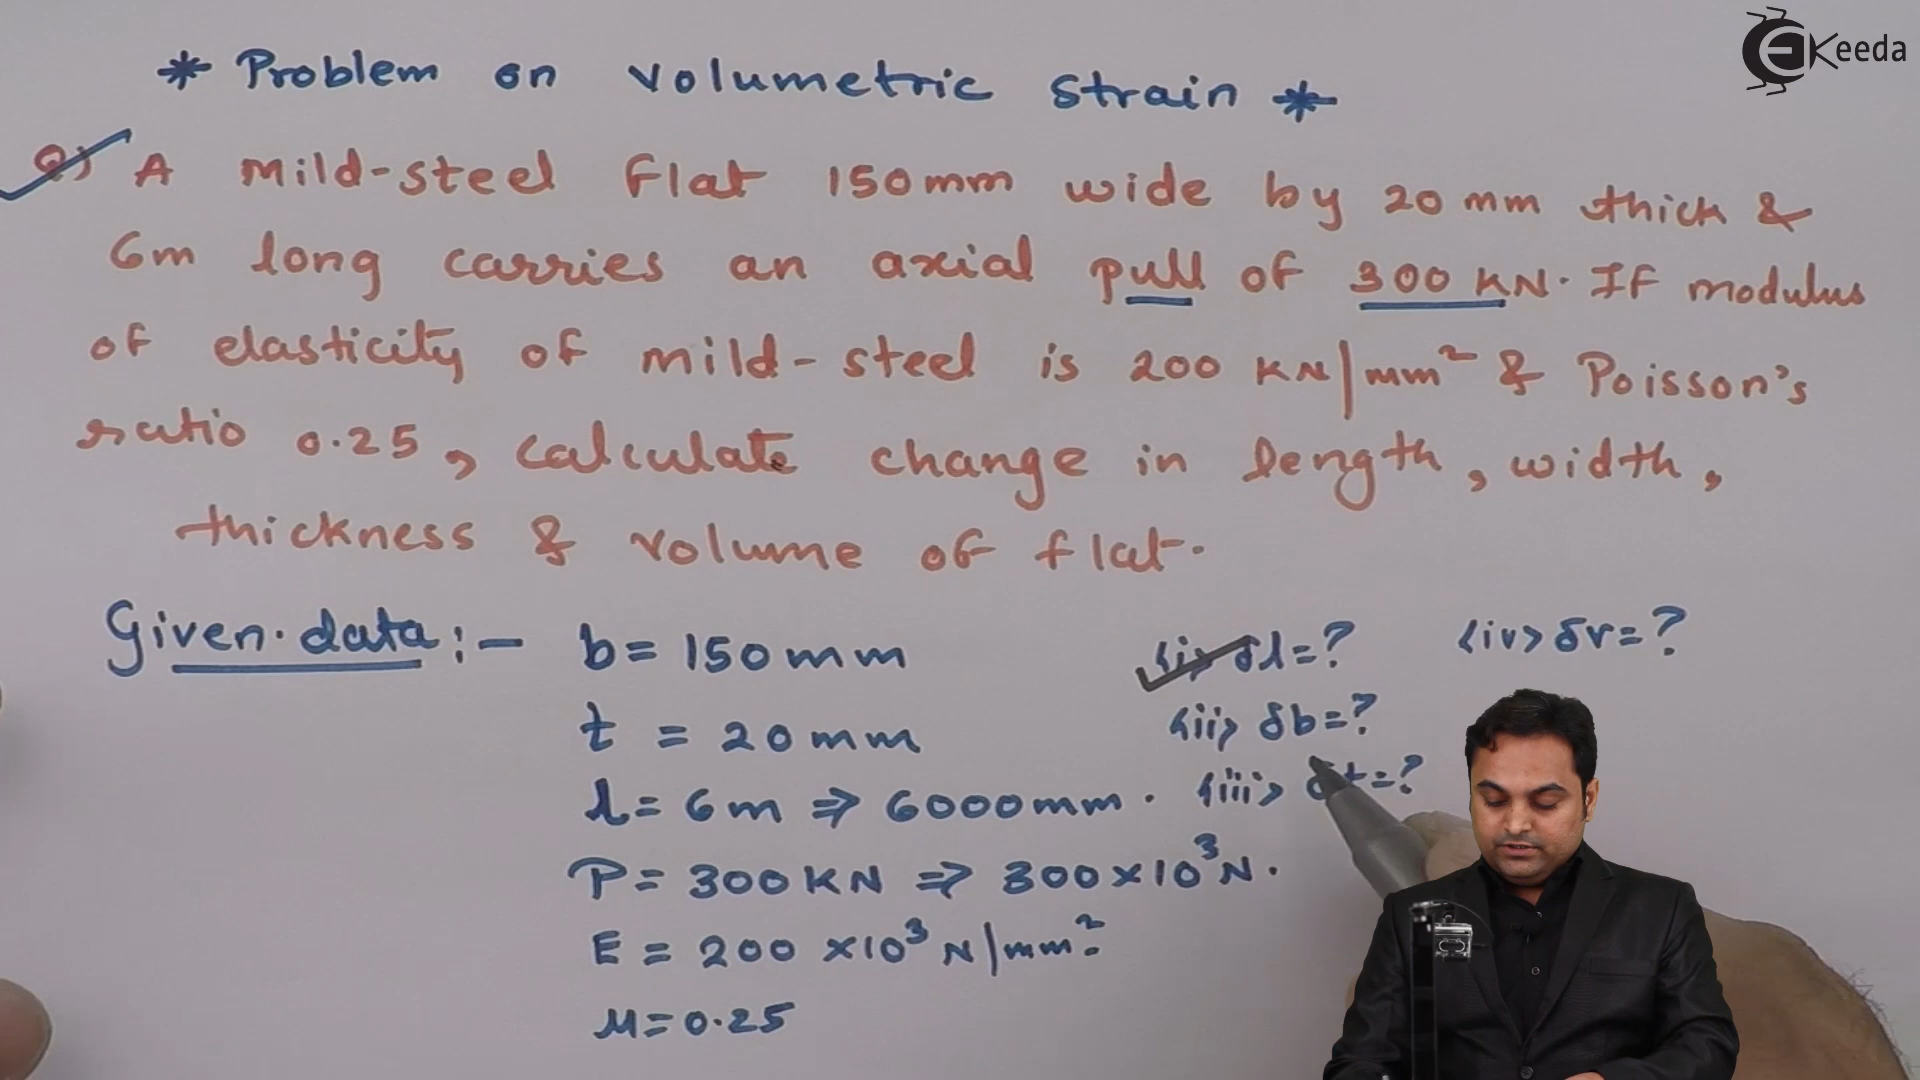 EKeeda
* Problem on volumetric strain *
Q) A mild-steel flat 150mm wide by 20 mm thick &
6m long carries an axial pull of 300 KN. If modulus
of elasticity of mild-steel is 200 KN/mm² & Poisson's
ratio 0.25, calculate change in length, width,
thickness & volume of flat.
Given data :- b = 150 mm <i> δl=? <iv> δv=?
t = 20 mm <ii> δb=?
l = 6m ⇒ 6000mm. <iii> δt=?
P = 300 KN ⇒ 300×10³N.
E = 200 ×10³ N/mm².
μ = 0.25